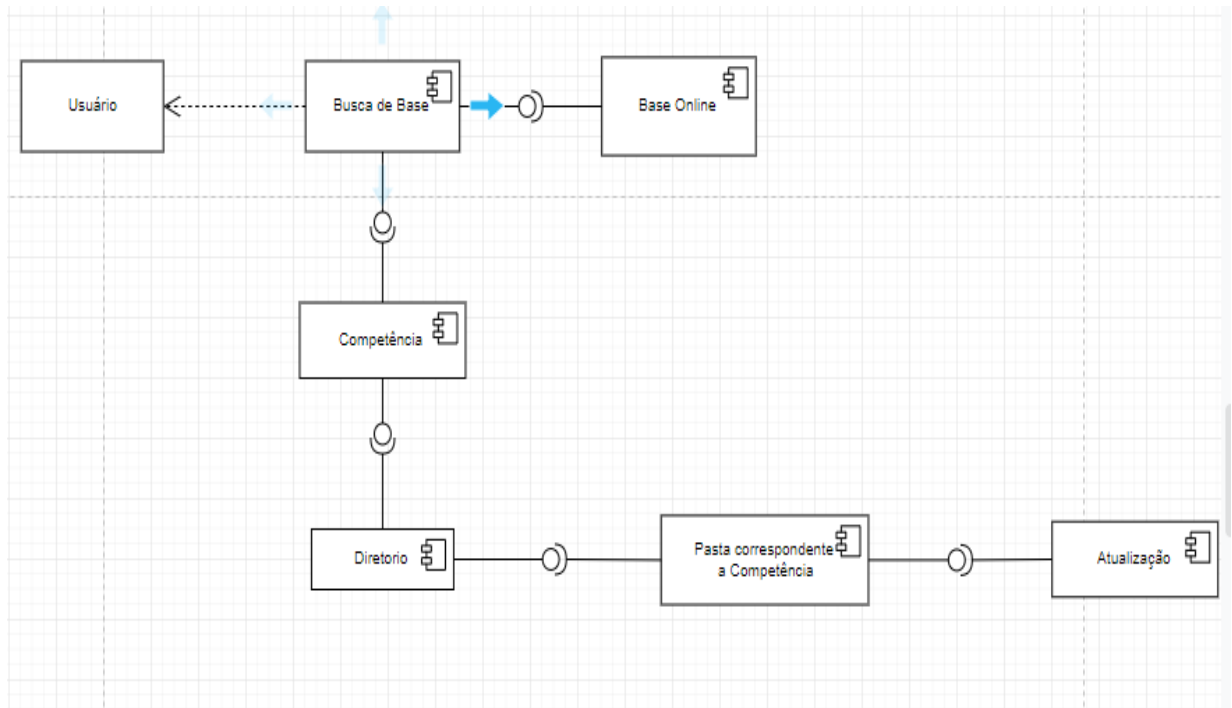 Usuário
Busca de Base
Base Online
Competência
Diretorio
Pasta correspondente
a Competência
Atualização